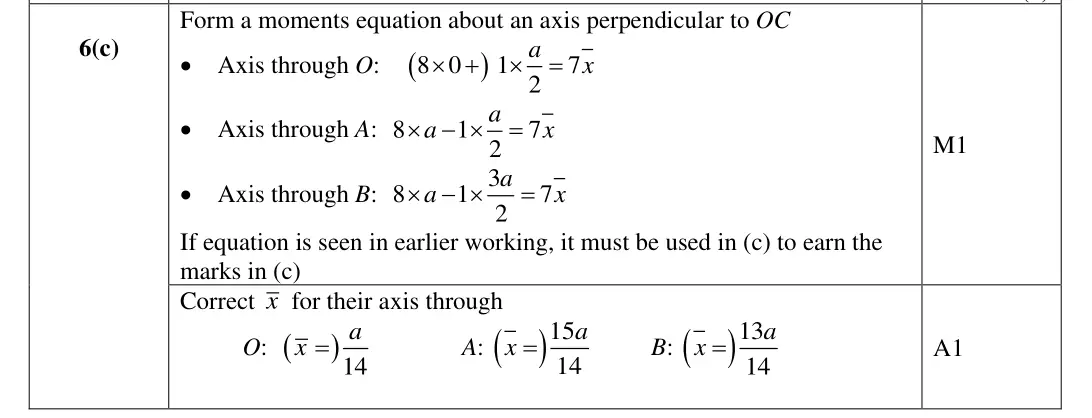 6(c)
Form a moments equation about an axis perpendicular to OC
• Axis through O: (8×0+) 1×a/2 = 7x̅
• Axis through A: 8×a−1×a/2 = 7x̅
• Axis through B: 8×a−1×3a/2 = 7x̅
M1
If equation is seen in earlier working, it must be used in (c) to earn the
marks in (c)
Correct x̅ for their axis through
O: (x̅ =) a/14 A: (x̅ =) 15a/14 B: (x̅ =) 13a/14
A1